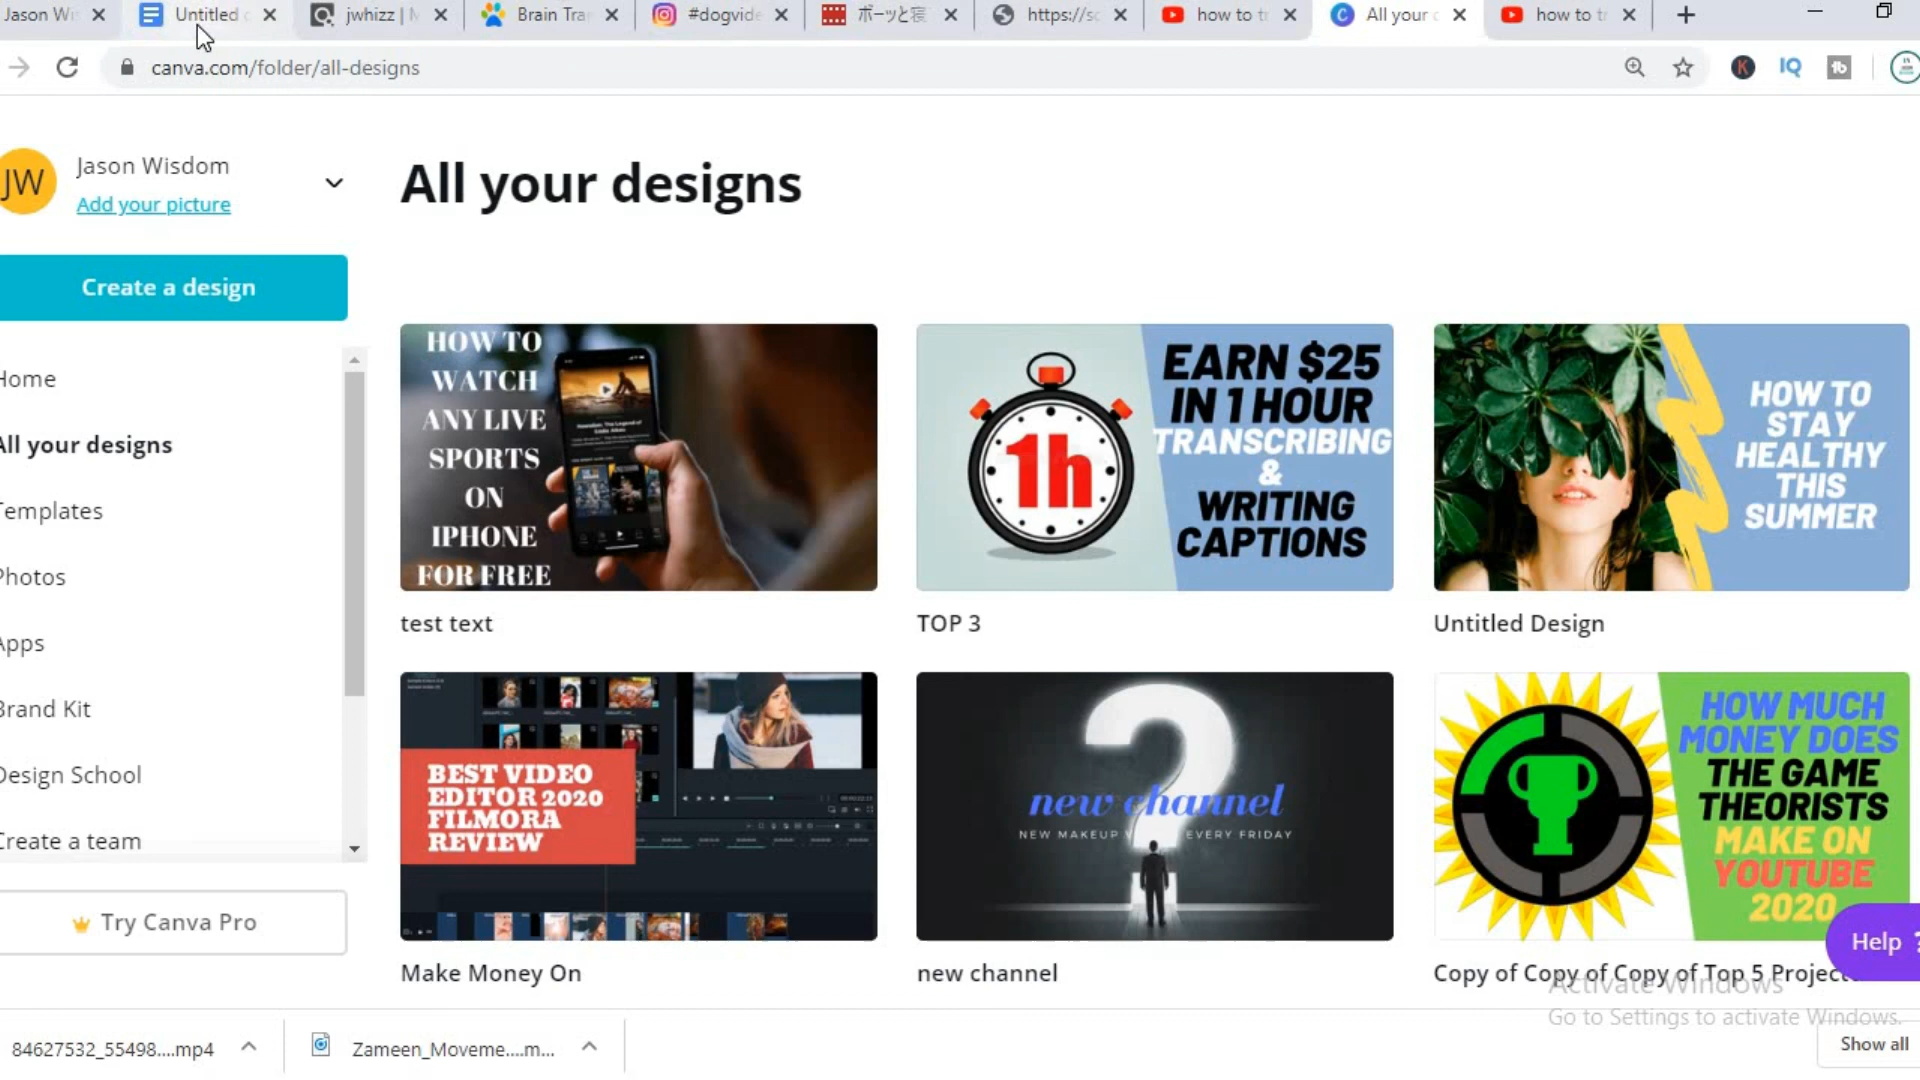 Jason Wi
Untitled
jwhizz |
Brain Tra
#dogvide
ボーッと寝
https://sc
how to t
All your
how to t
canva.com/folder/all-designs
K
IQ
tb
JW
Jason Wisdom
Add your picture
All your designs
Create a design
Home
All your designs
Templates
Photos
Apps
Brand Kit
Design School
Create a team
Try Canva Pro
HOW TO
WATCH
ANY LIVE
SPORTS
ON
IPHONE
FOR FREE
test text
1h
EARN $25
IN 1 HOUR
TRANSCRIBING
&
WRITING
CAPTIONS
TOP 3
HOW TO
STAY
HEALTHY
THIS
SUMMER
Untitled Design
BEST VIDEO
EDITOR 2020
FILMORA
REVIEW
Make Money On
?
new channel
NEW MAKEUP EVERY FRIDAY
new channel
HOW MUCH
MONEY DOES
THE GAME
THEORISTS
MAKE ON
YOUTUBE
2020
Copy of Copy of Copy of Top 5 Project
Help ?
Activate Windows
Go to Settings to activate Windows.
84627532_55498....mp4
Zameen_Moveme....m...
Show all